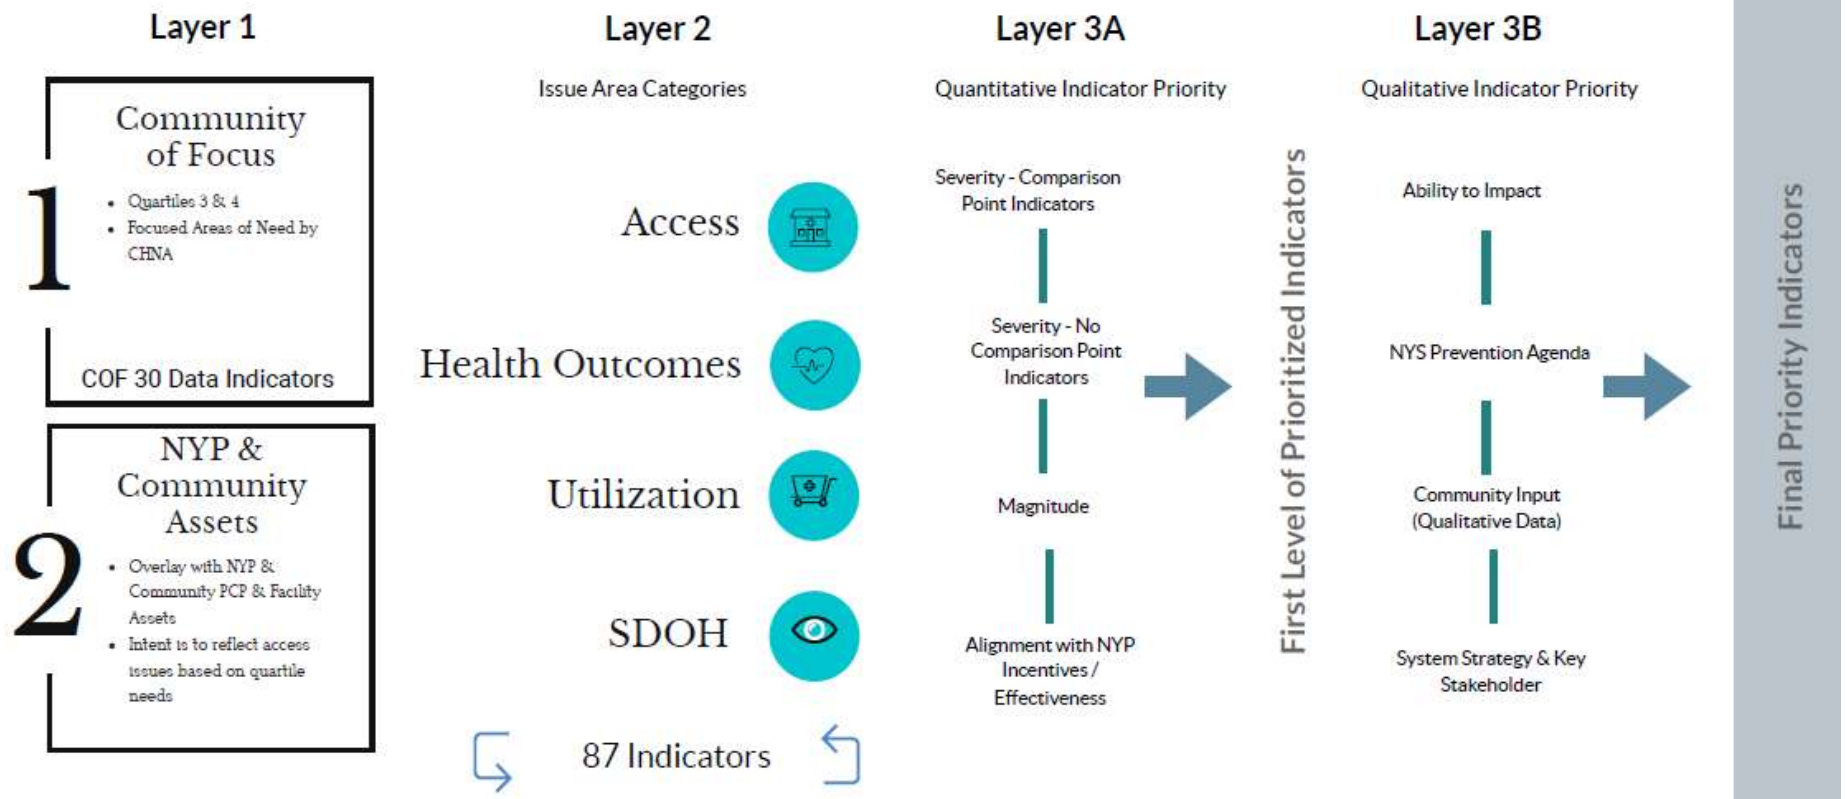 Layer 1
1
Community
of Focus
• Quartiles 3 & 4
• Focused Areas of Need by
CHNA
COF 30 Data Indicators
2
NYP &
Community
Assets
• Overlay with NYP &
Community PCP & Facility
Assets
• Intent is to reflect access
issues based on quartile
needs
Layer 2
Issue Area Categories
Access
Health Outcomes
Utilization
SDOH
87 Indicators
Layer 3A
Quantitative Indicator Priority
Severity - Comparison
Point Indicators
Severity - No
Comparison Point
Indicators
Magnitude
Alignment with NYP
Incentives /
Effectiveness
First Level of Prioritized Indicators
Layer 3B
Qualitative Indicator Priority
Ability to Impact
NYS Prevention Agenda
Community Input
(Qualitative Data)
System Strategy & Key
Stakeholder
Final Priority Indicators